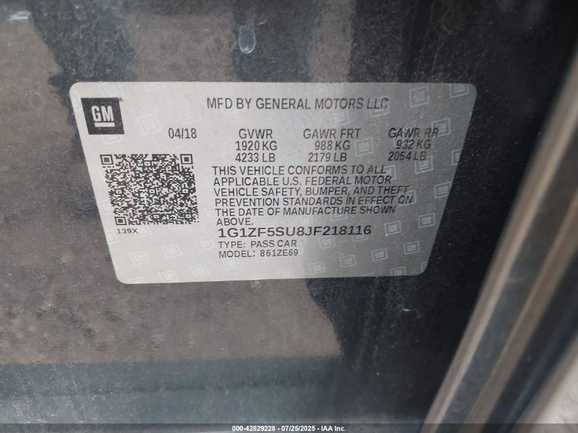 GM
MFD BY GENERAL MOTORS LLC
04/18 GVWR GAWR FRT GAWR RR
1920 KG 988 KG 932 KG
4233 LB 2179 LB 2054 LB
THIS VEHICLE CONFORMS TO ALL
APPLICABLE U.S. FEDERAL MOTOR
VEHICLE SAFETY, BUMPER, AND THEFT
PREVENTION STANDARDS IN EFFECT ON
THE DATE OF MANUFACTURE SHOWN
ABOVE.
139X
1G1ZF5SU8JF218116
TYPE: PASS CAR
MODEL: 861ZE69
000-42829228 - 07/25/2025 - IAAI, Inc.